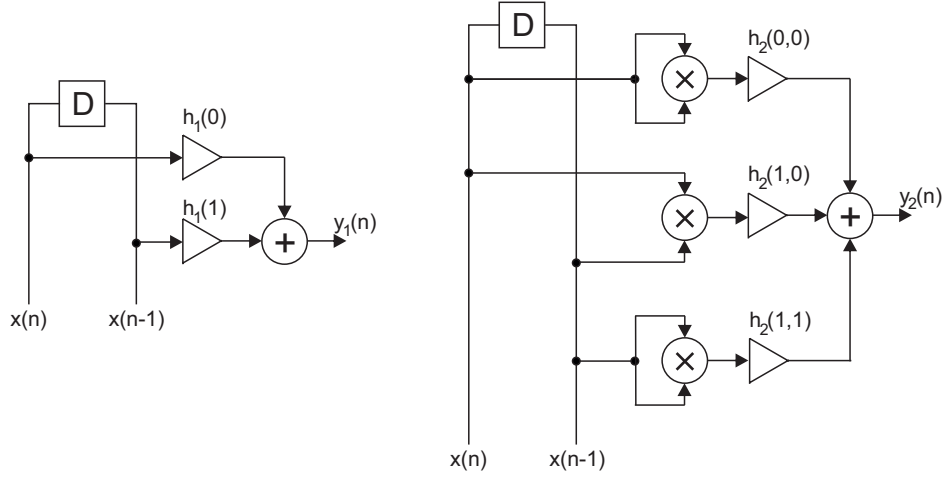 D
h1(0)
h1(1)
+
y1(n)
x(n)
x(n-1)
D
×
h2(0,0)
×
h2(1,0)
+
y2(n)
×
h2(1,1)
x(n)
x(n-1)